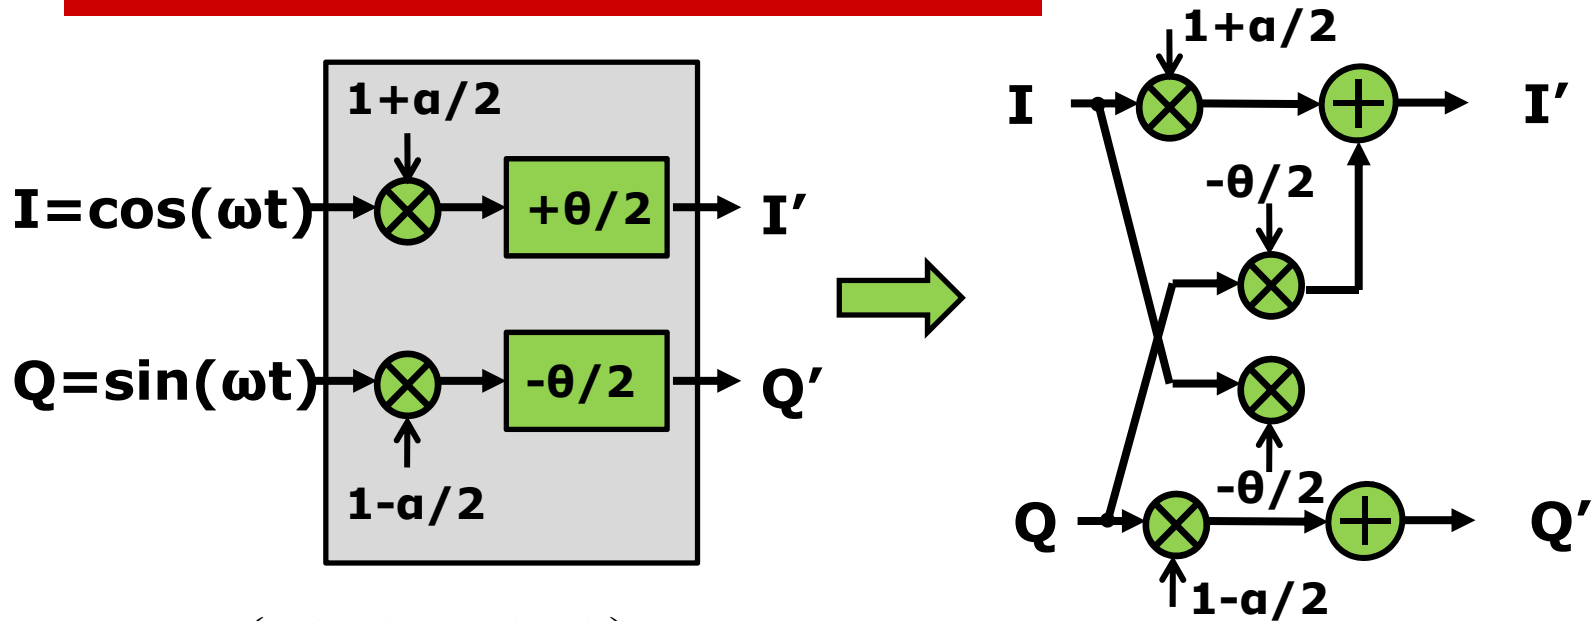 1+α/2
I=cos(ωt)
+θ/2
I′
Q=sin(ωt)
-θ/2
Q′
1-α/2
1+α/2
I
I′
-θ/2
-θ/2
Q
Q′
1-α/2